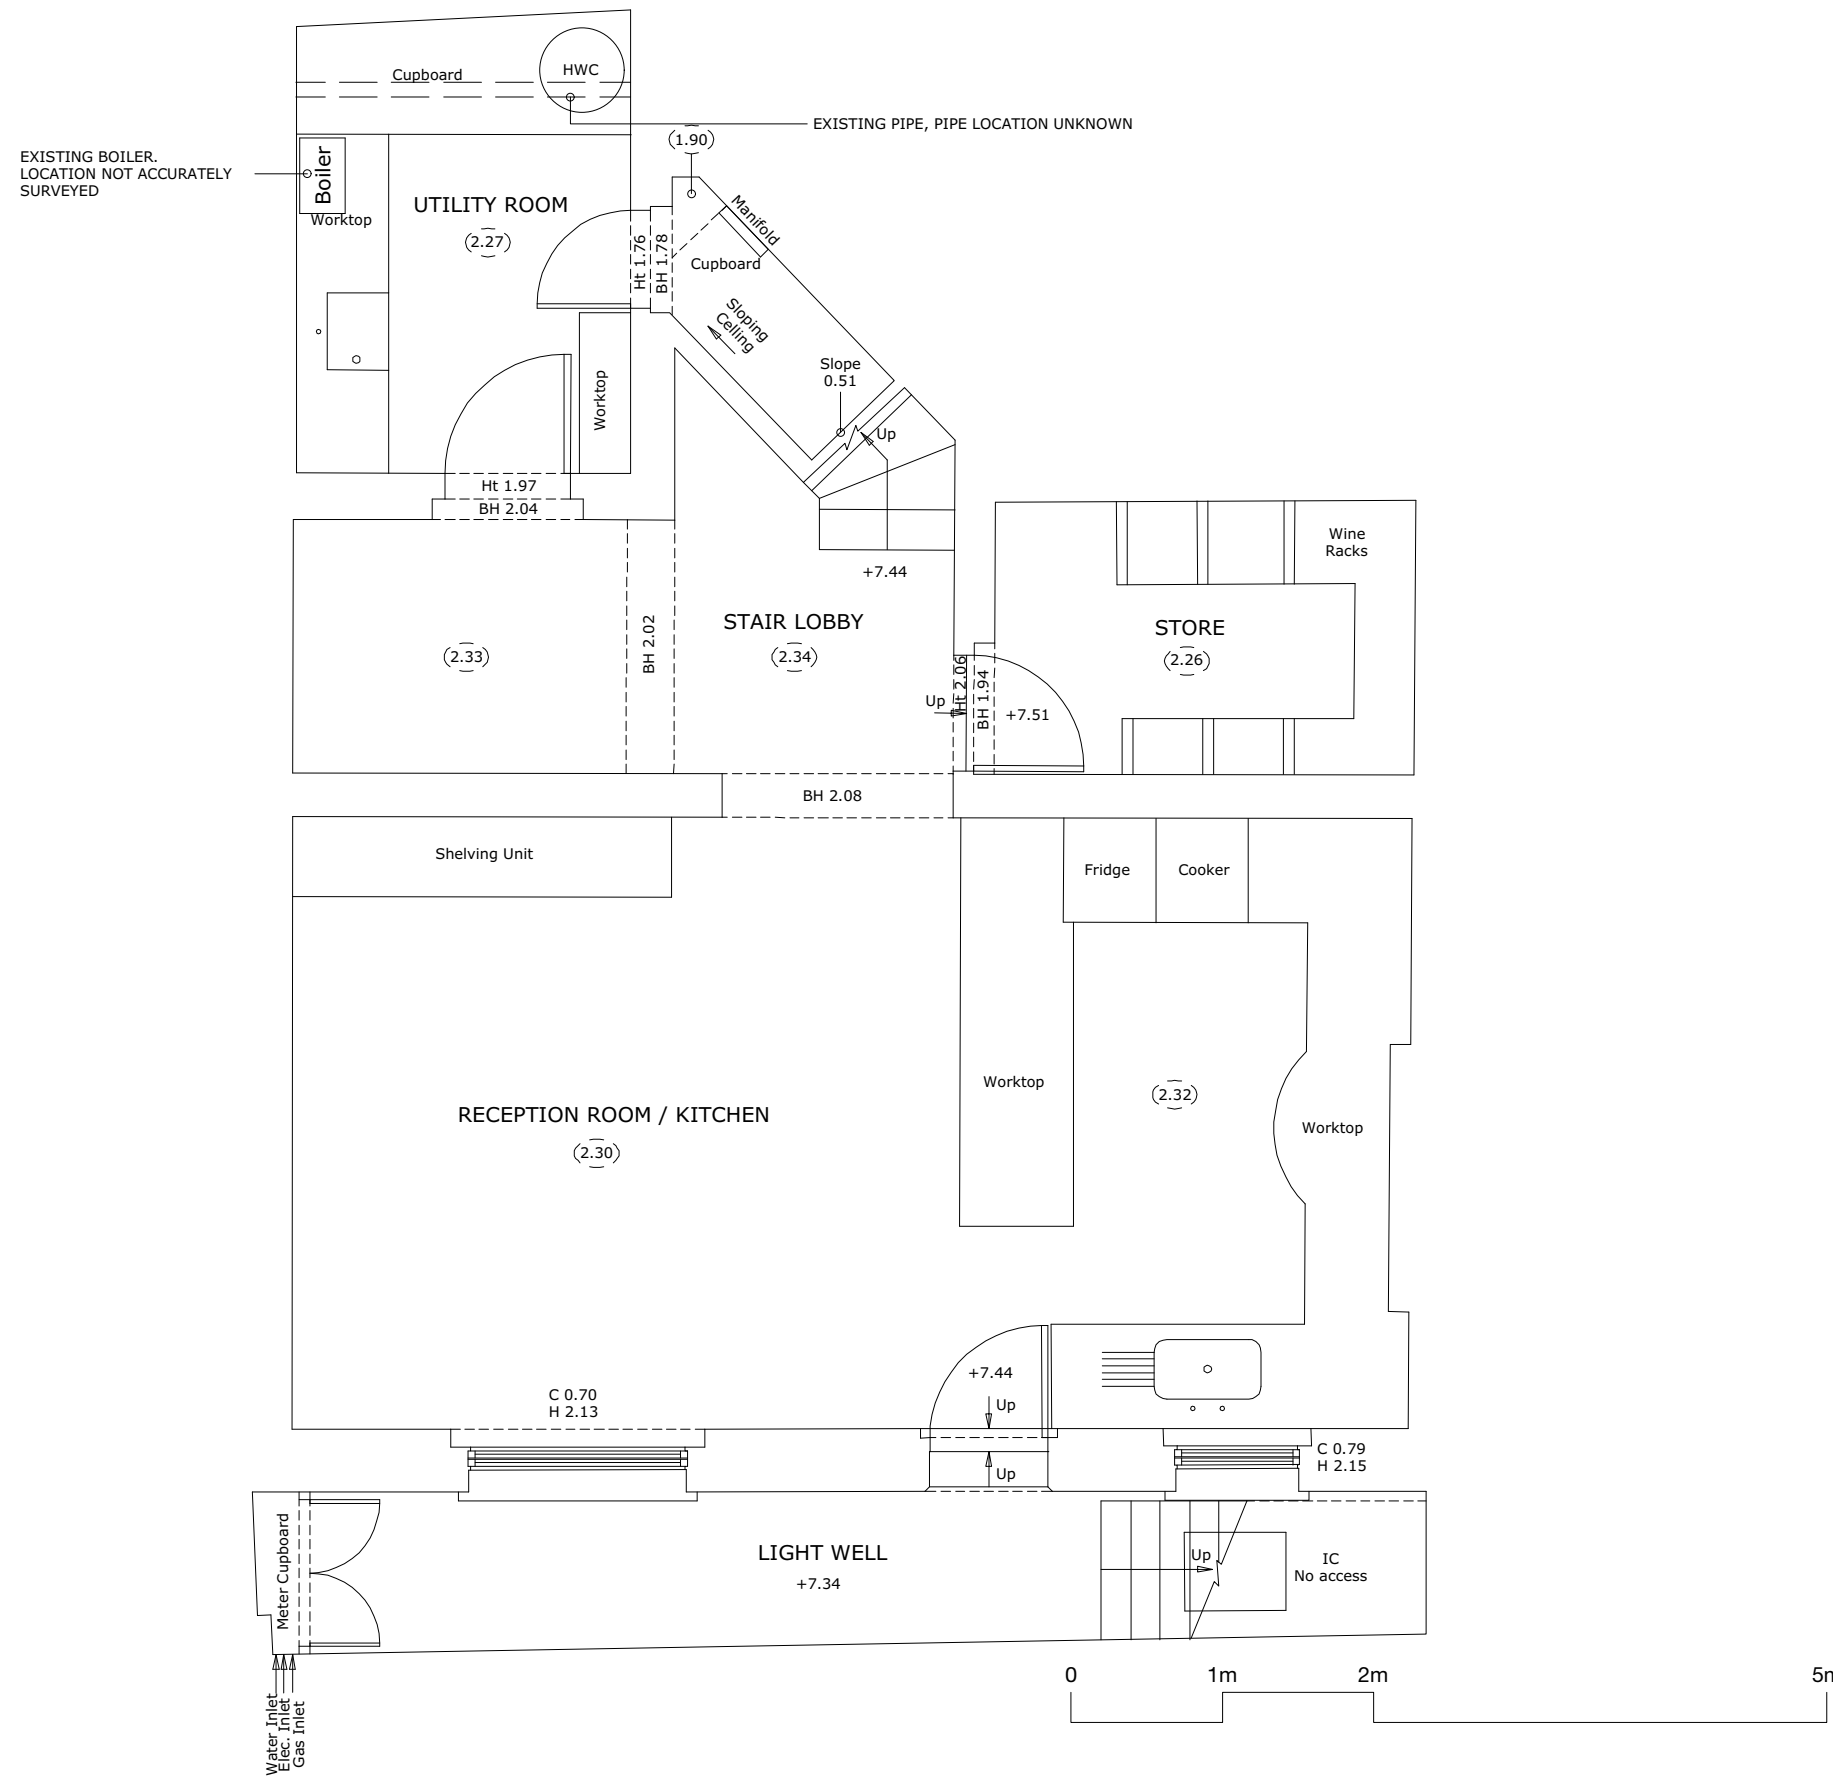 Cupboard
HWC
EXISTING PIPE, PIPE LOCATION UNKNOWN
(1.90)
EXISTING BOILER.
LOCATION NOT ACCURATELY
SURVEYED
Boiler
Worktop
UTILITY ROOM
(2.27)
Manifold
Ht 1.76
BH 1.78
Cupboard
Sloping
Celling
Slope
0.51
Worktop
Up
Ht 1.97
BH 2.04
+7.44
Wine
Racks
STAIR LOBBY
(2.34)
STORE
(2.26)
(2.33)
BH 2.02
Ht 2.06
BH 1.94
Up
+7.51
BH 2.08
Shelving Unit
Fridge
Cooker
Worktop
(2.32)
RECEPTION ROOM / KITCHEN
(2.30)
Worktop
+7.44
C 0.70
H 2.13
Up
C 0.79
H 2.15
Up
Meter Cupboard
LIGHT WELL
+7.34
Up
IC
No access
Water Inlet
Elec. Inlet
Gas Inlet
0 1m 2m 5m